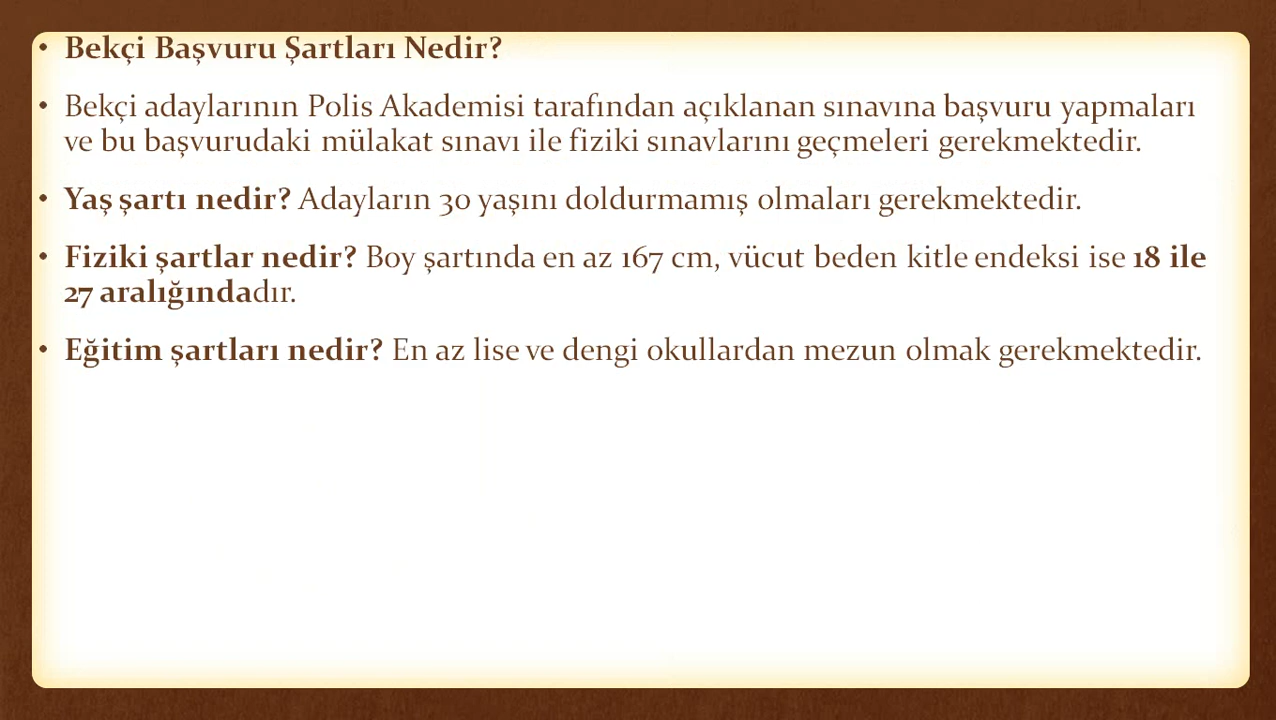 • Bekçi Başvuru Şartları Nedir?
• Bekçi adaylarının Polis Akademisi tarafından açıklanan sınavına başvuru yapmaları
ve bu başvurudaki mülakat sınavı ile fiziki sınavlarını geçmeleri gerekmektedir.
• Yaş şartı nedir? Adayların 30 yaşını doldurmamış olmaları gerekmektedir.
• Fiziki şartlar nedir? Boy şartında en az 167 cm, vücut beden kitle endeksi ise 18 ile
27 aralığındadır.
• Eğitim şartları nedir? En az lise ve dengi okullardan mezun olmak gerekmektedir.